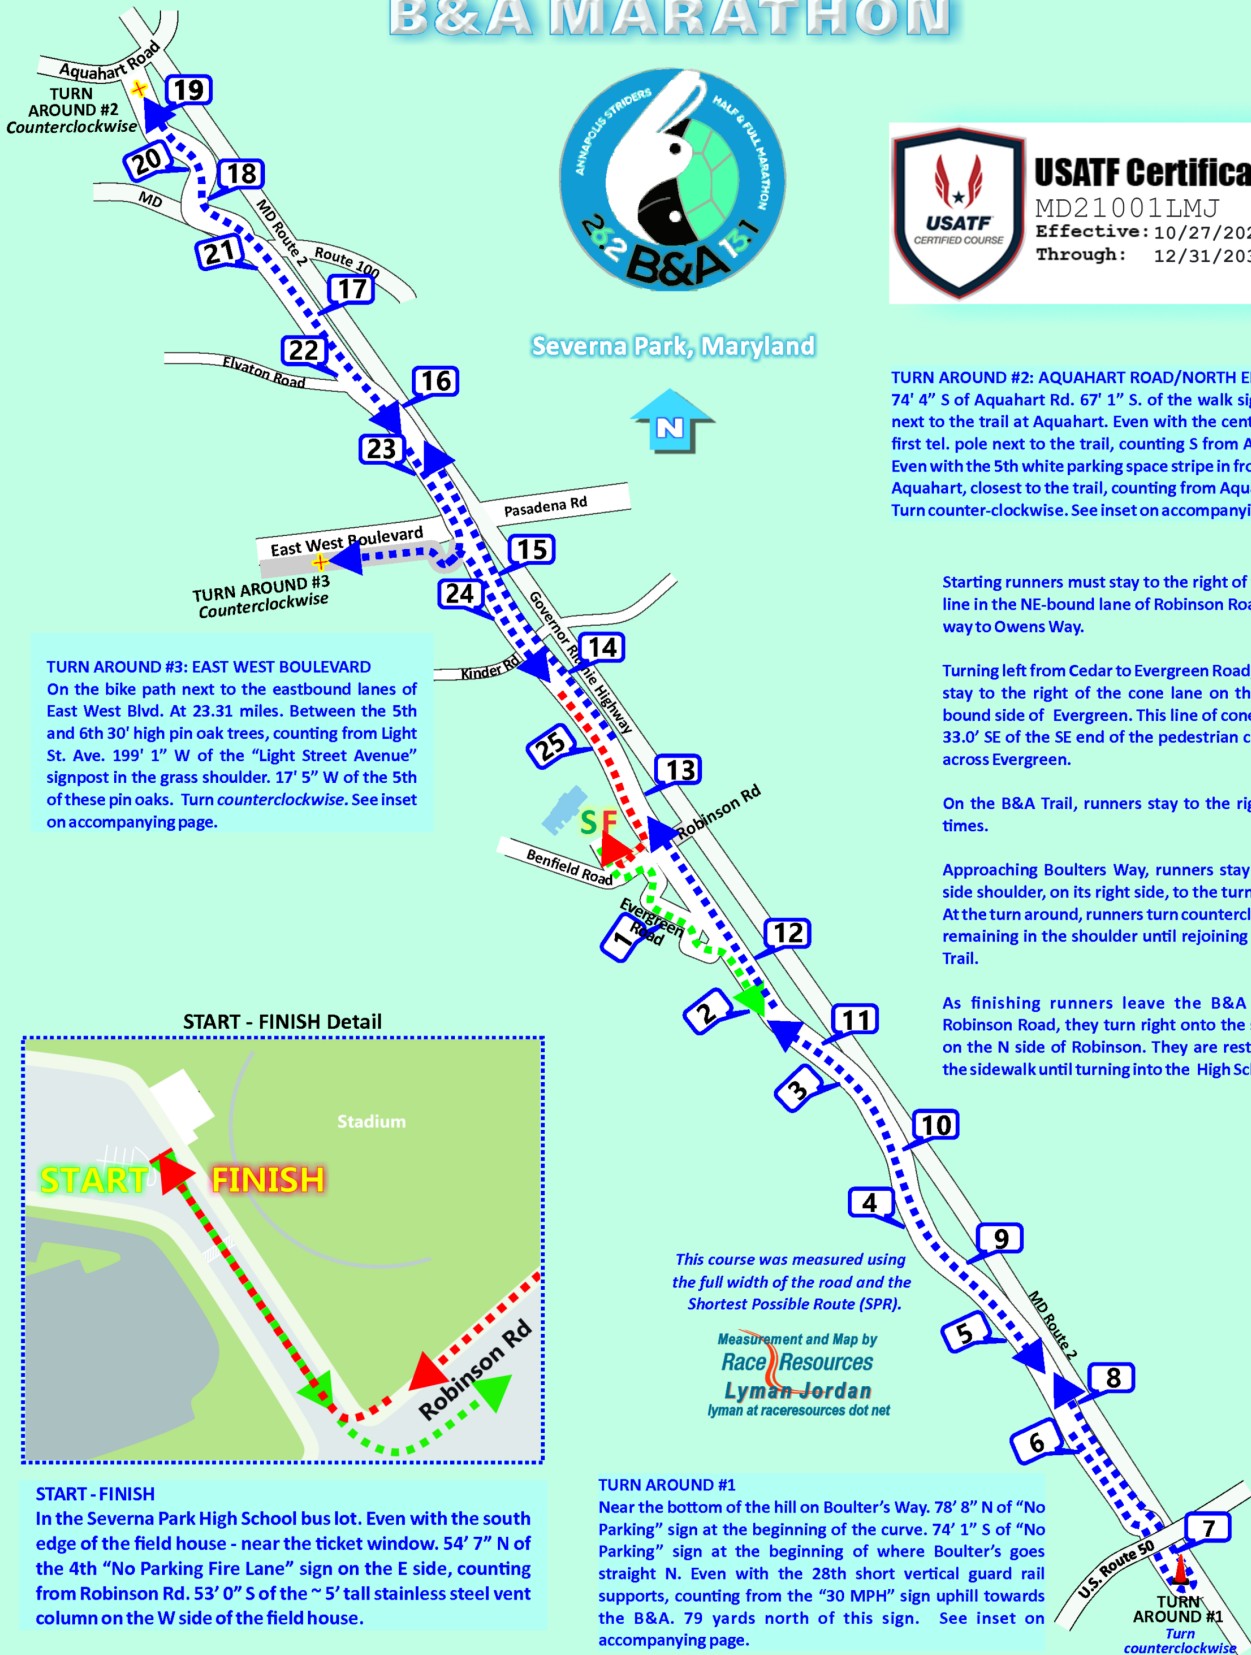 B&A MARATHON
Aquahart Road
TURN
AROUND #2
Counterclockwise
19
20
18
MD
21
MD Route 2
Route 100
17
22
Elvaton Road
16
23
Pasadena Rd
East West Boulevard
TURN AROUND #3
Counterclockwise
15
24
Governor Ritchie Highway
14
Kinder Rd
25
13
Robinson Rd
S F
Benfield Road
Evergreen
Road
1
12
2
11
3
10
4
9
5
MD Route 2
8
6
7
U.S. Route 50
TURN
AROUND #1
Turn
counterclockwise
ANNAPOLIS STRIDERS
HALF & FULL MARATHON
26.2 B&A 13.1
Severna Park, Maryland
N
USATF
CERTIFIED COURSE
USATF Certifica
MD21001LMJ
Effective: 10/27/202
Through: 12/31/203
TURN AROUND #2: AQUAHART ROAD/NORTH E
74' 4” S of Aquahart Rd. 67' 1” S. of the walk sig
next to the trail at Aquahart. Even with the cent
first tel. pole next to the trail, counting S from A
Even with the 5th white parking space stripe in fro
Aquahart, closest to the trail, counting from Aqu
Turn counter-clockwise. See inset on accompanyi
Starting runners must stay to the right of
line in the NE-bound lane of Robinson Roa
way to Owens Way.
Turning left from Cedar to Evergreen Road
stay to the right of the cone lane on th
bound side of Evergreen. This line of cone
33.0’ SE of the SE end of the pedestrian c
across Evergreen.
On the B&A Trail, runners stay to the rig
times.
Approaching Boulters Way, runners stay
side shoulder, on its right side, to the turn
At the turn around, runners turn countercl
remaining in the shoulder until rejoining
Trail.
As finishing runners leave the B&A
Robinson Road, they turn right onto the s
on the N side of Robinson. They are rest
the sidewalk until turning into the High Sc
TURN AROUND #3: EAST WEST BOULEVARD
On the bike path next to the eastbound lanes of
East West Blvd. At 23.31 miles. Between the 5th
and 6th 30' high pin oak trees, counting from Light
St. Ave. 199' 1” W of the “Light Street Avenue”
signpost in the grass shoulder. 17' 5” W of the 5th
of these pin oaks. Turn counterclockwise. See inset
on accompanying page.
START - FINISH Detail
Stadium
START FINISH
Robinson Rd
START - FINISH
In the Severna Park High School bus lot. Even with the south
edge of the field house - near the ticket window. 54’ 7” N of
the 4th “No Parking Fire Lane” sign on the E side, counting
from Robinson Rd. 53’ 0” S of the ~ 5’ tall stainless steel vent
column on the W side of the field house.
This course was measured using
the full width of the road and the
Shortest Possible Route (SPR).
Measurement and Map by
Race Resources
Lyman Jordan
lyman at raceresources dot net
TURN AROUND #1
Near the bottom of the hill on Boulter’s Way. 78’ 8” N of “No
Parking” sign at the beginning of the curve. 74’ 1” S of “No
Parking” sign at the beginning of where Boulter’s goes
straight N. Even with the 28th short vertical guard rail
supports, counting from the “30 MPH” sign uphill towards
the B&A. 79 yards north of this sign. See inset on
accompanying page.